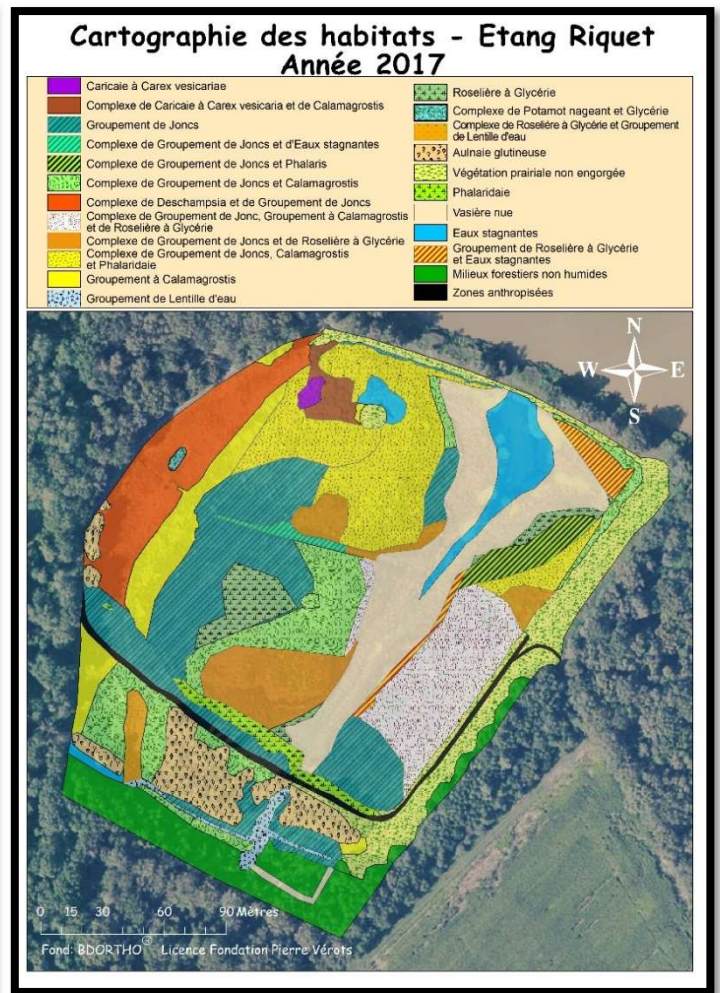 Cartographie des habitats - Etang Riquet
Année 2017
Caricaie à Carex vesicariae
Complexe de Caricaie à Carex vesicaria et de Calamagrostis
Groupement de Joncs
Complexe de Groupement de Joncs et d'Eaux stagnantes
Complexe de Groupement de Joncs et Phalaris
Complexe de Groupement de Joncs et Calamagrostis
Complexe de Deschampsia et de Groupement de Joncs
Complexe de Groupement de Jonc, Groupement à Calamagrostis
et de Roselière à Glycérie
Complexe de Groupement de Joncs et de Roselière à Glycérie
Complexe de Groupement de Joncs, Calamagrostis
et Phalaridaie
Groupement à Calamagrostis
Groupement de Lentille d'eau
Roselière à Glycérie
Complexe de Potamot nageant et Glycérie
Complexe de Roselière à Glycérie et Groupement
de Lentille d'eau
Aulnaie glutineuse
Végétation prairiale non engorgée
Phalaridaie
Vasière nue
Eaux stagnantes
Groupement de Roselière à Glycérie
et Eaux stagnantes
Milieux forestiers non humides
Zones anthropisées
N
W E
S
0 15 30 60 90 Mètres
Fond: BDORTHO Licence Fondation Pierre Vérots